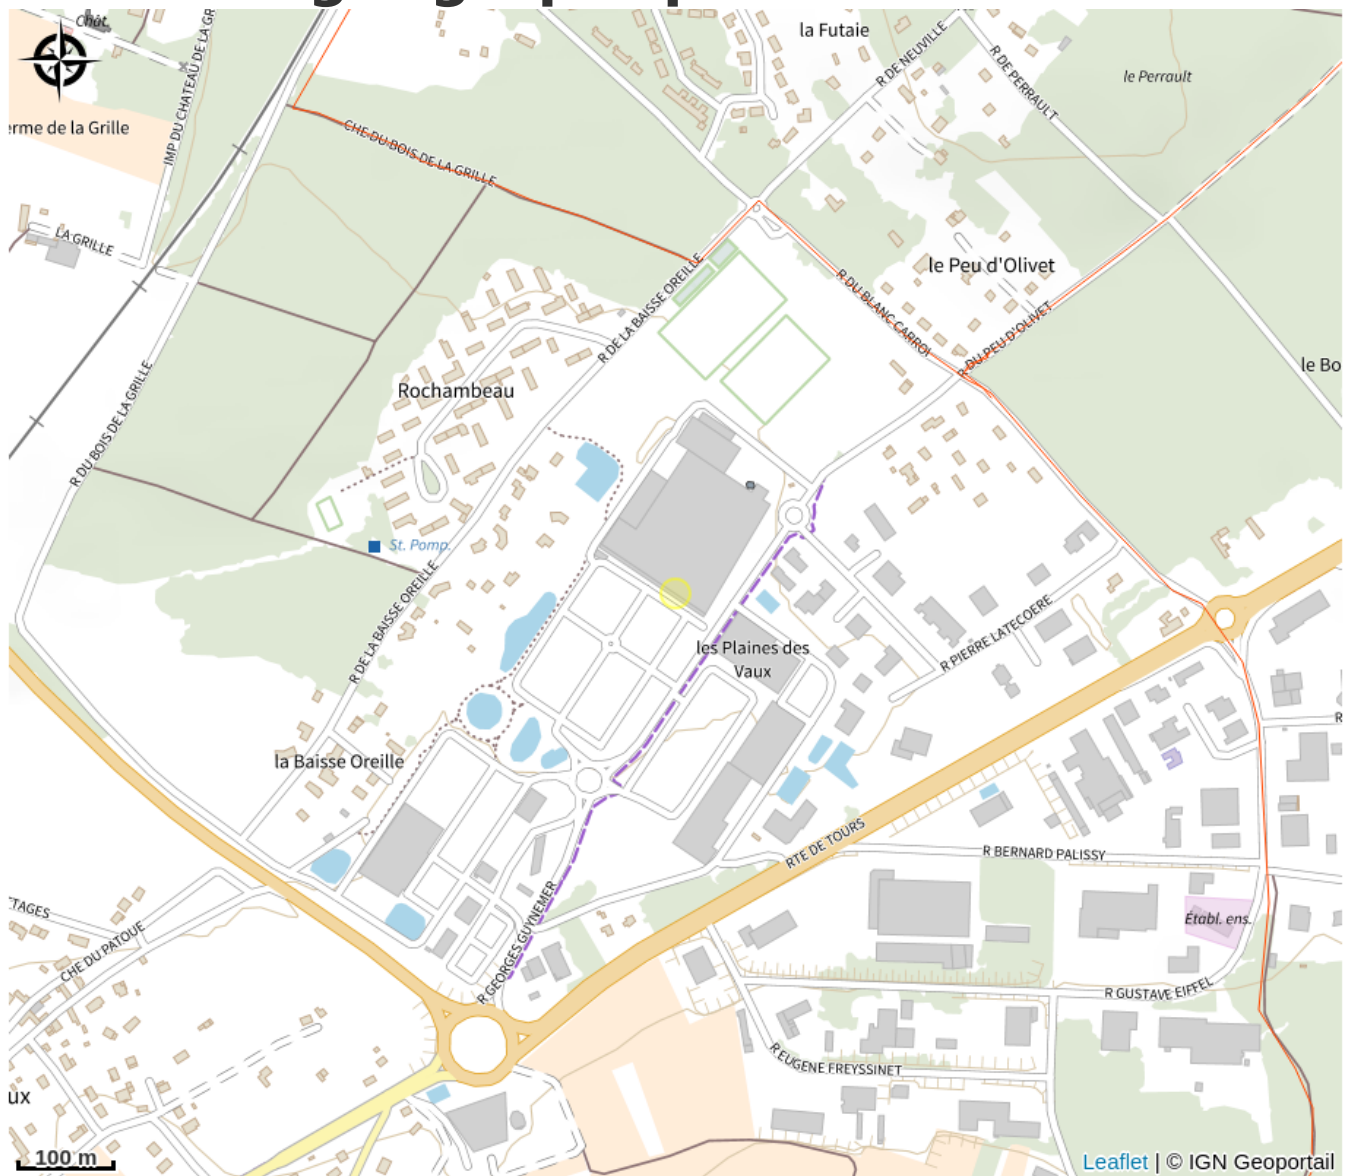 Chât.
la Futaie
R DE NEUVILLE
R DE PERRAULT
le Perrault
IMP DU CHATEAU DE LA GR
erme de la Grille
CHE DU BOIS DE LA GRILLE
LA GRILLE
R DE LA BAISSE OREILLE
le Peu d'Olivet
R DU BLANC CARROI
R DU PEU D'OLIVET
le Bo
Rochambeau
R DU BOIS DE LA GRILLE
St. Pomp.
R DE LA BAISSE OREILLE
R PIERRE LATECOERE
les Plaines des
Vaux
la Baisse Oreille
R
RTE DE TOURS
R BERNARD PALISSY
TAGES
CHE DU PATOUE
R GEORGES GUYNEMER
Établ. ens.
R GUSTAVE EIFFEL
R EUGENE FREYSSINET
ux
100 m
Leaflet | © IGN Geoportail